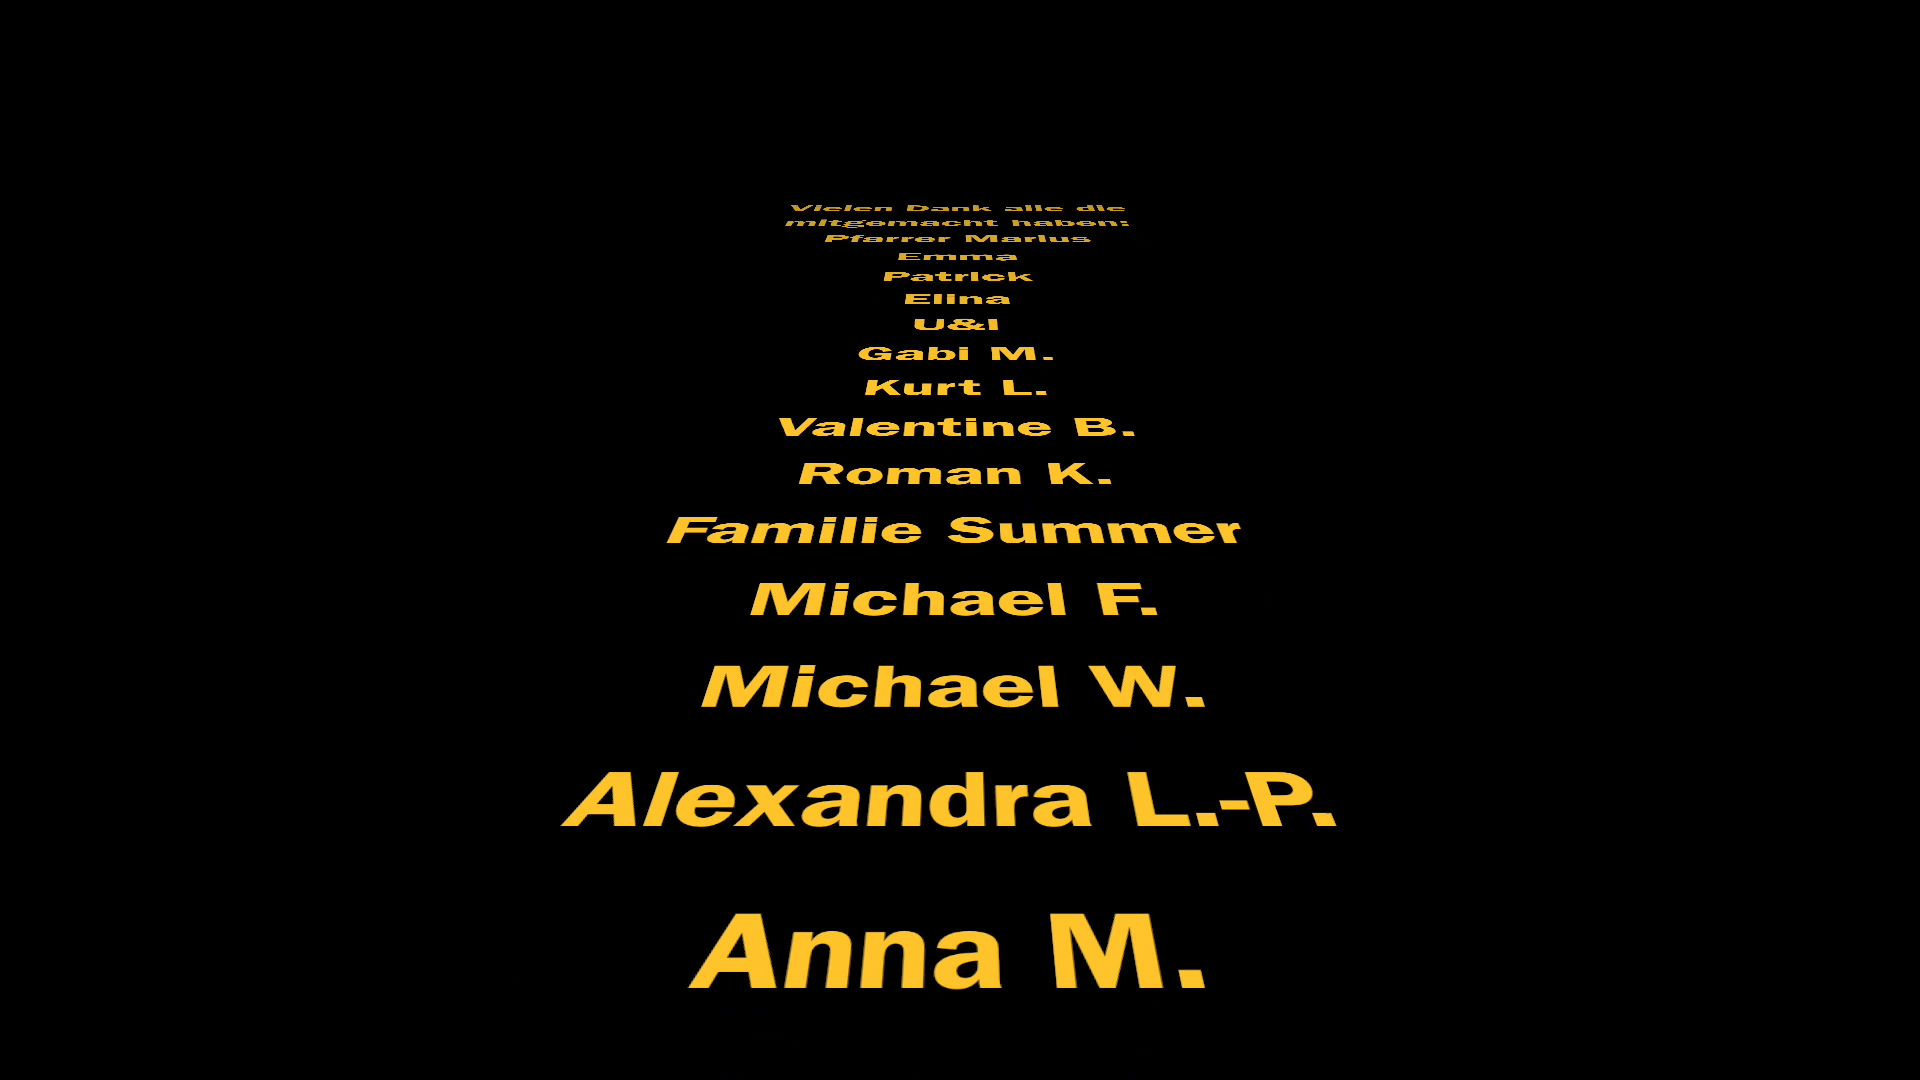 Vielen Dank alle die
mitgemacht haben:
Pfarrer Marius
Emma
Patrick
Elina
U&I
Gabi M.
Kurt L.
Valentine B.
Roman K.
Familie Summer
Michael F.
Michael W.
Alexandra L.-P.
Anna M.